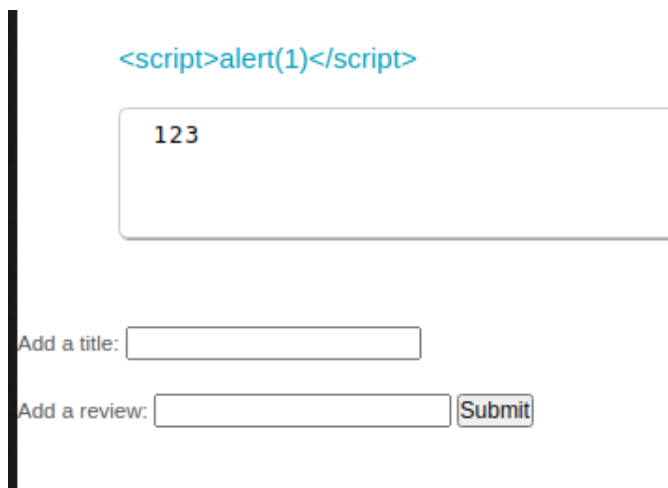 <script>alert(1)</script>
123
Add a title:
Add a review: Submit